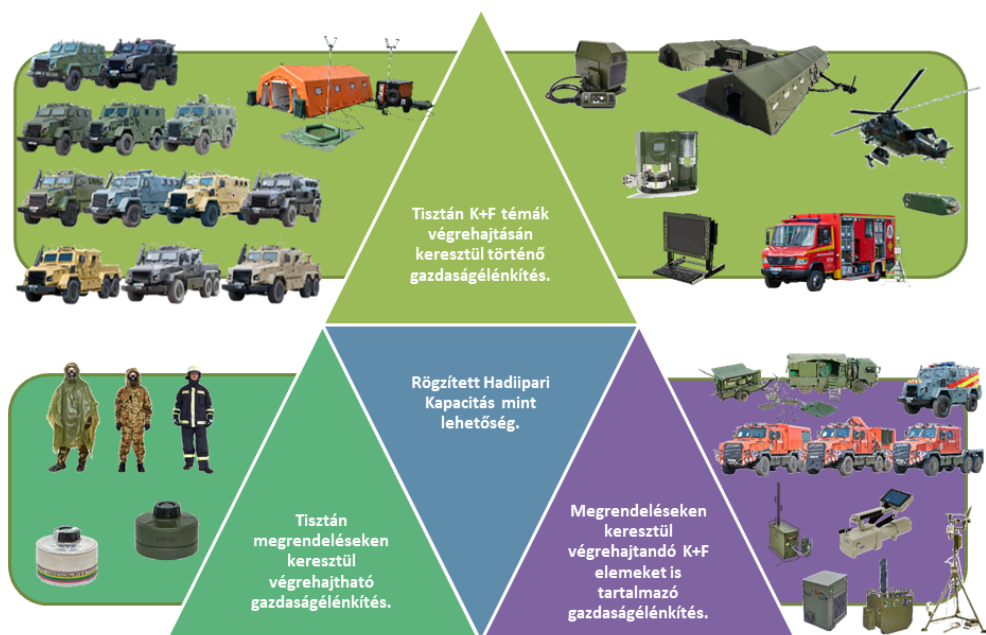 Tisztán K+F témák
végrehajtásán
keresztül történő
gazdaságélénkítés.
Rögzített Hadiipari
Kapacitás mint
lehetőség.
Tisztán
megrendeléseken
keresztül
végrehajtható
gazdaságélénkítés.
Megrendeléseken
keresztül
végrehajtandó K+F
elemeket is
tartalmazó
gazdaságélénkítés.